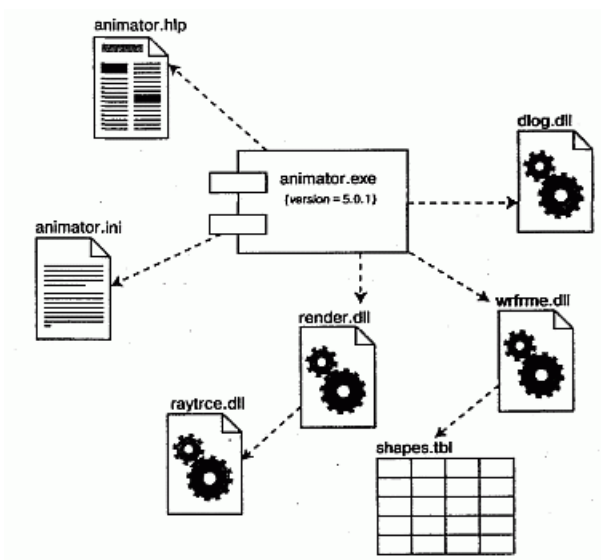 animator.hlp
dlog.dll
animator.exe
{version = 5.0.1}
animator.ini
wrfrme.dll
render.dll
raytrce.dll
shapes.tbl